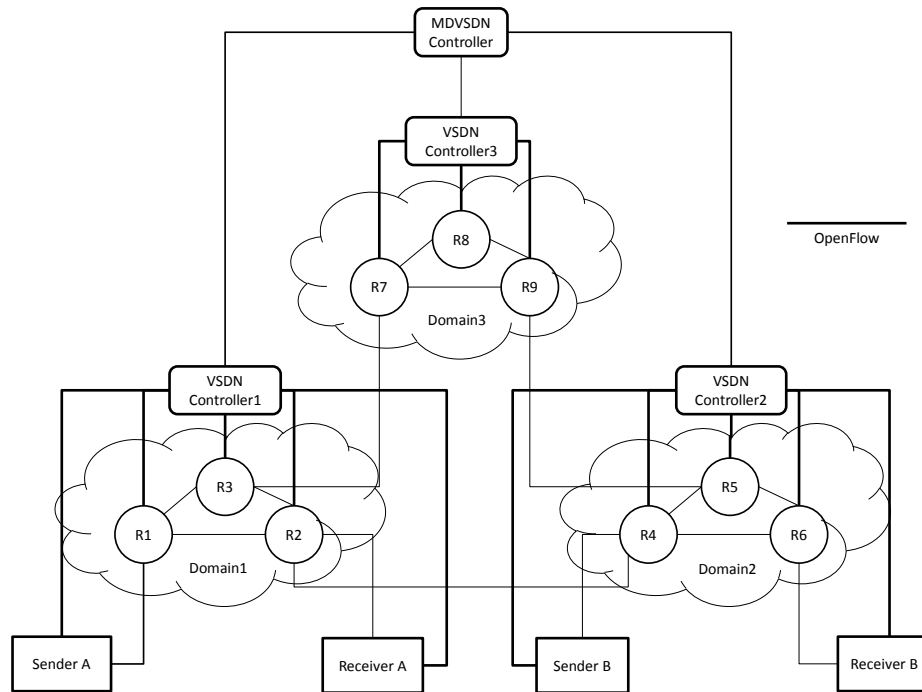 MDVSDN
Controller
VSDN
Controller3
R8
OpenFlow
R7
R9
Domain3
VSDN
Controller1
VSDN
Controller2
R3
R5
R1
R2
R4
R6
Domain1
Domain2
Sender A
Receiver A
Sender B
Receiver B